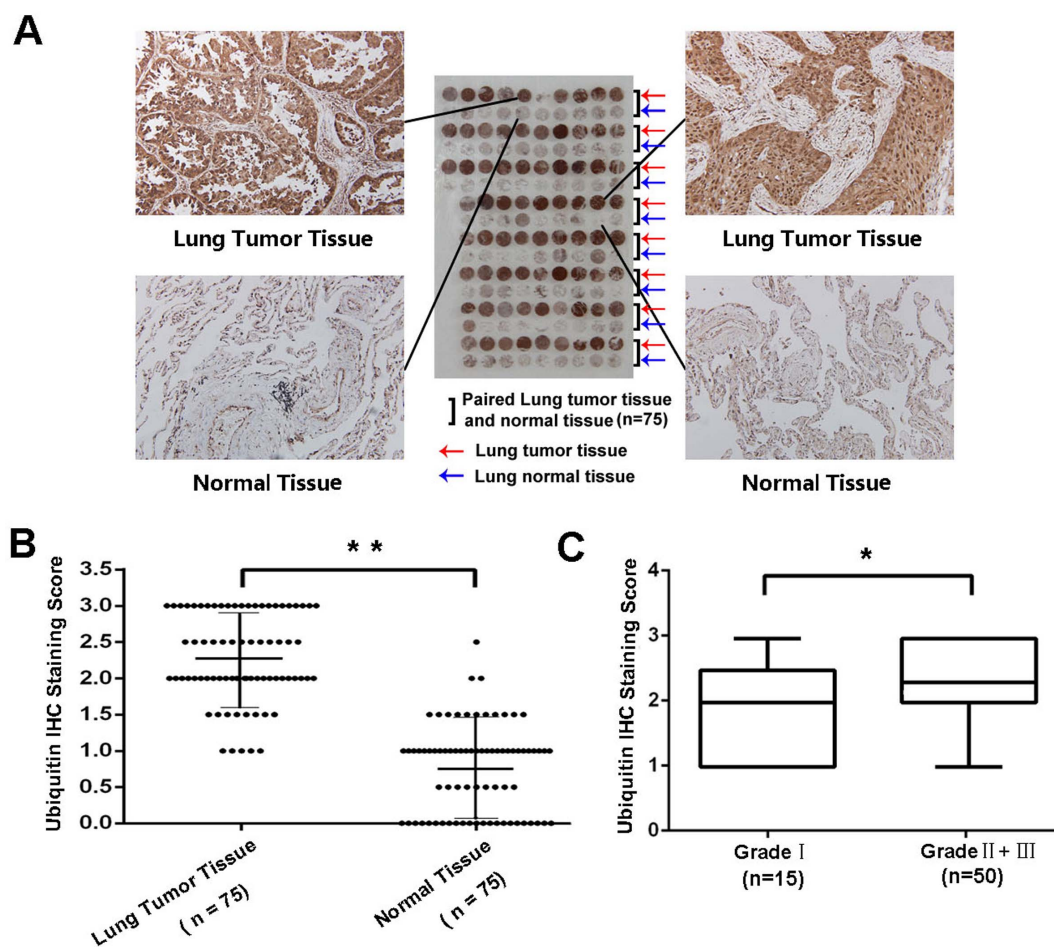 A
Lung Tumor Tissue
Lung Tumor Tissue
Normal Tissue
Normal Tissue
Paired Lung tumor tissue
and normal tissue (n=75)
Lung tumor tissue
Lung normal tissue
B
Ubiquitin IHC Staining Score
3.5
3.0
2.5
2.0
1.5
1.0
0.5
0.0
* *
Lung Tumor Tissue
( n = 75)
Normal Tissue
( n = 75)
C
Ubiquitin IHC Staining Score
4
3
2
1
0
*
Grade Ⅰ
(n=15)
Grade Ⅱ + Ⅲ
(n=50)